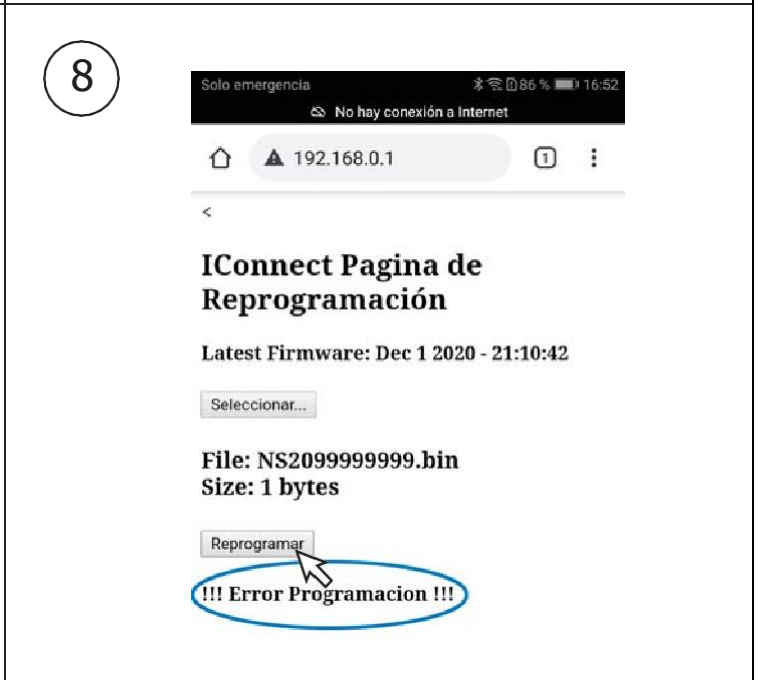 8
Solo emergencia 86 % 16:52
No hay conexión a Internet
192.168.0.1 1
<
IConnect Pagina de
Reprogramación
Latest Firmware: Dec 1 2020 - 21:10:42
Seleccionar...
File: NS2099999999.bin
Size: 1 bytes
Reprogramar
!!! Error Programacion !!!